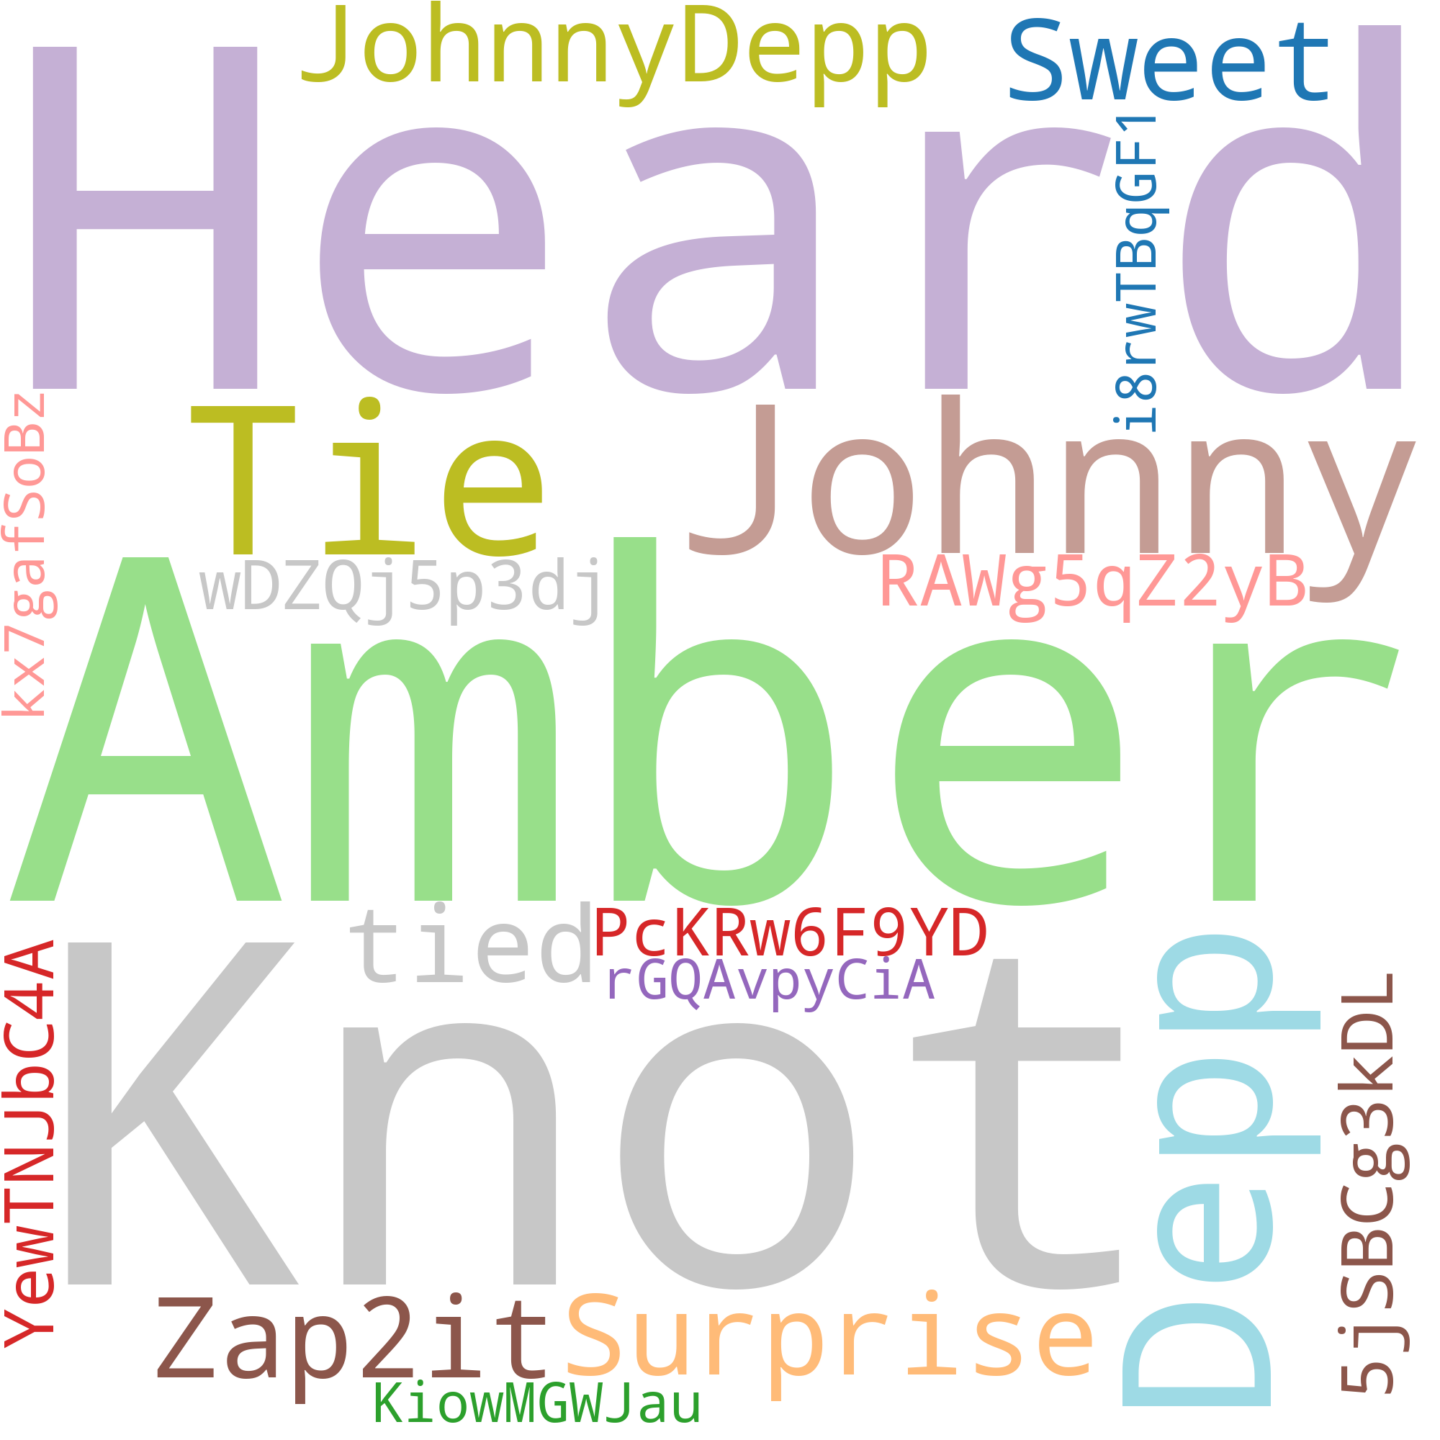 JohnnyDepp
Sweet
Heard
i8rwTBqGF1
kx7gafSoBz
Tie
Johnny
wDZQj5p3dj
RAWg5qZ2yB
Amber
tied
PcKRw6F9YD
rGQAvpyCiA
YewTNJbC4A
Knot
Depp
5jSBCg3kDL
Zap2it
Surprise
KiowMGWJau